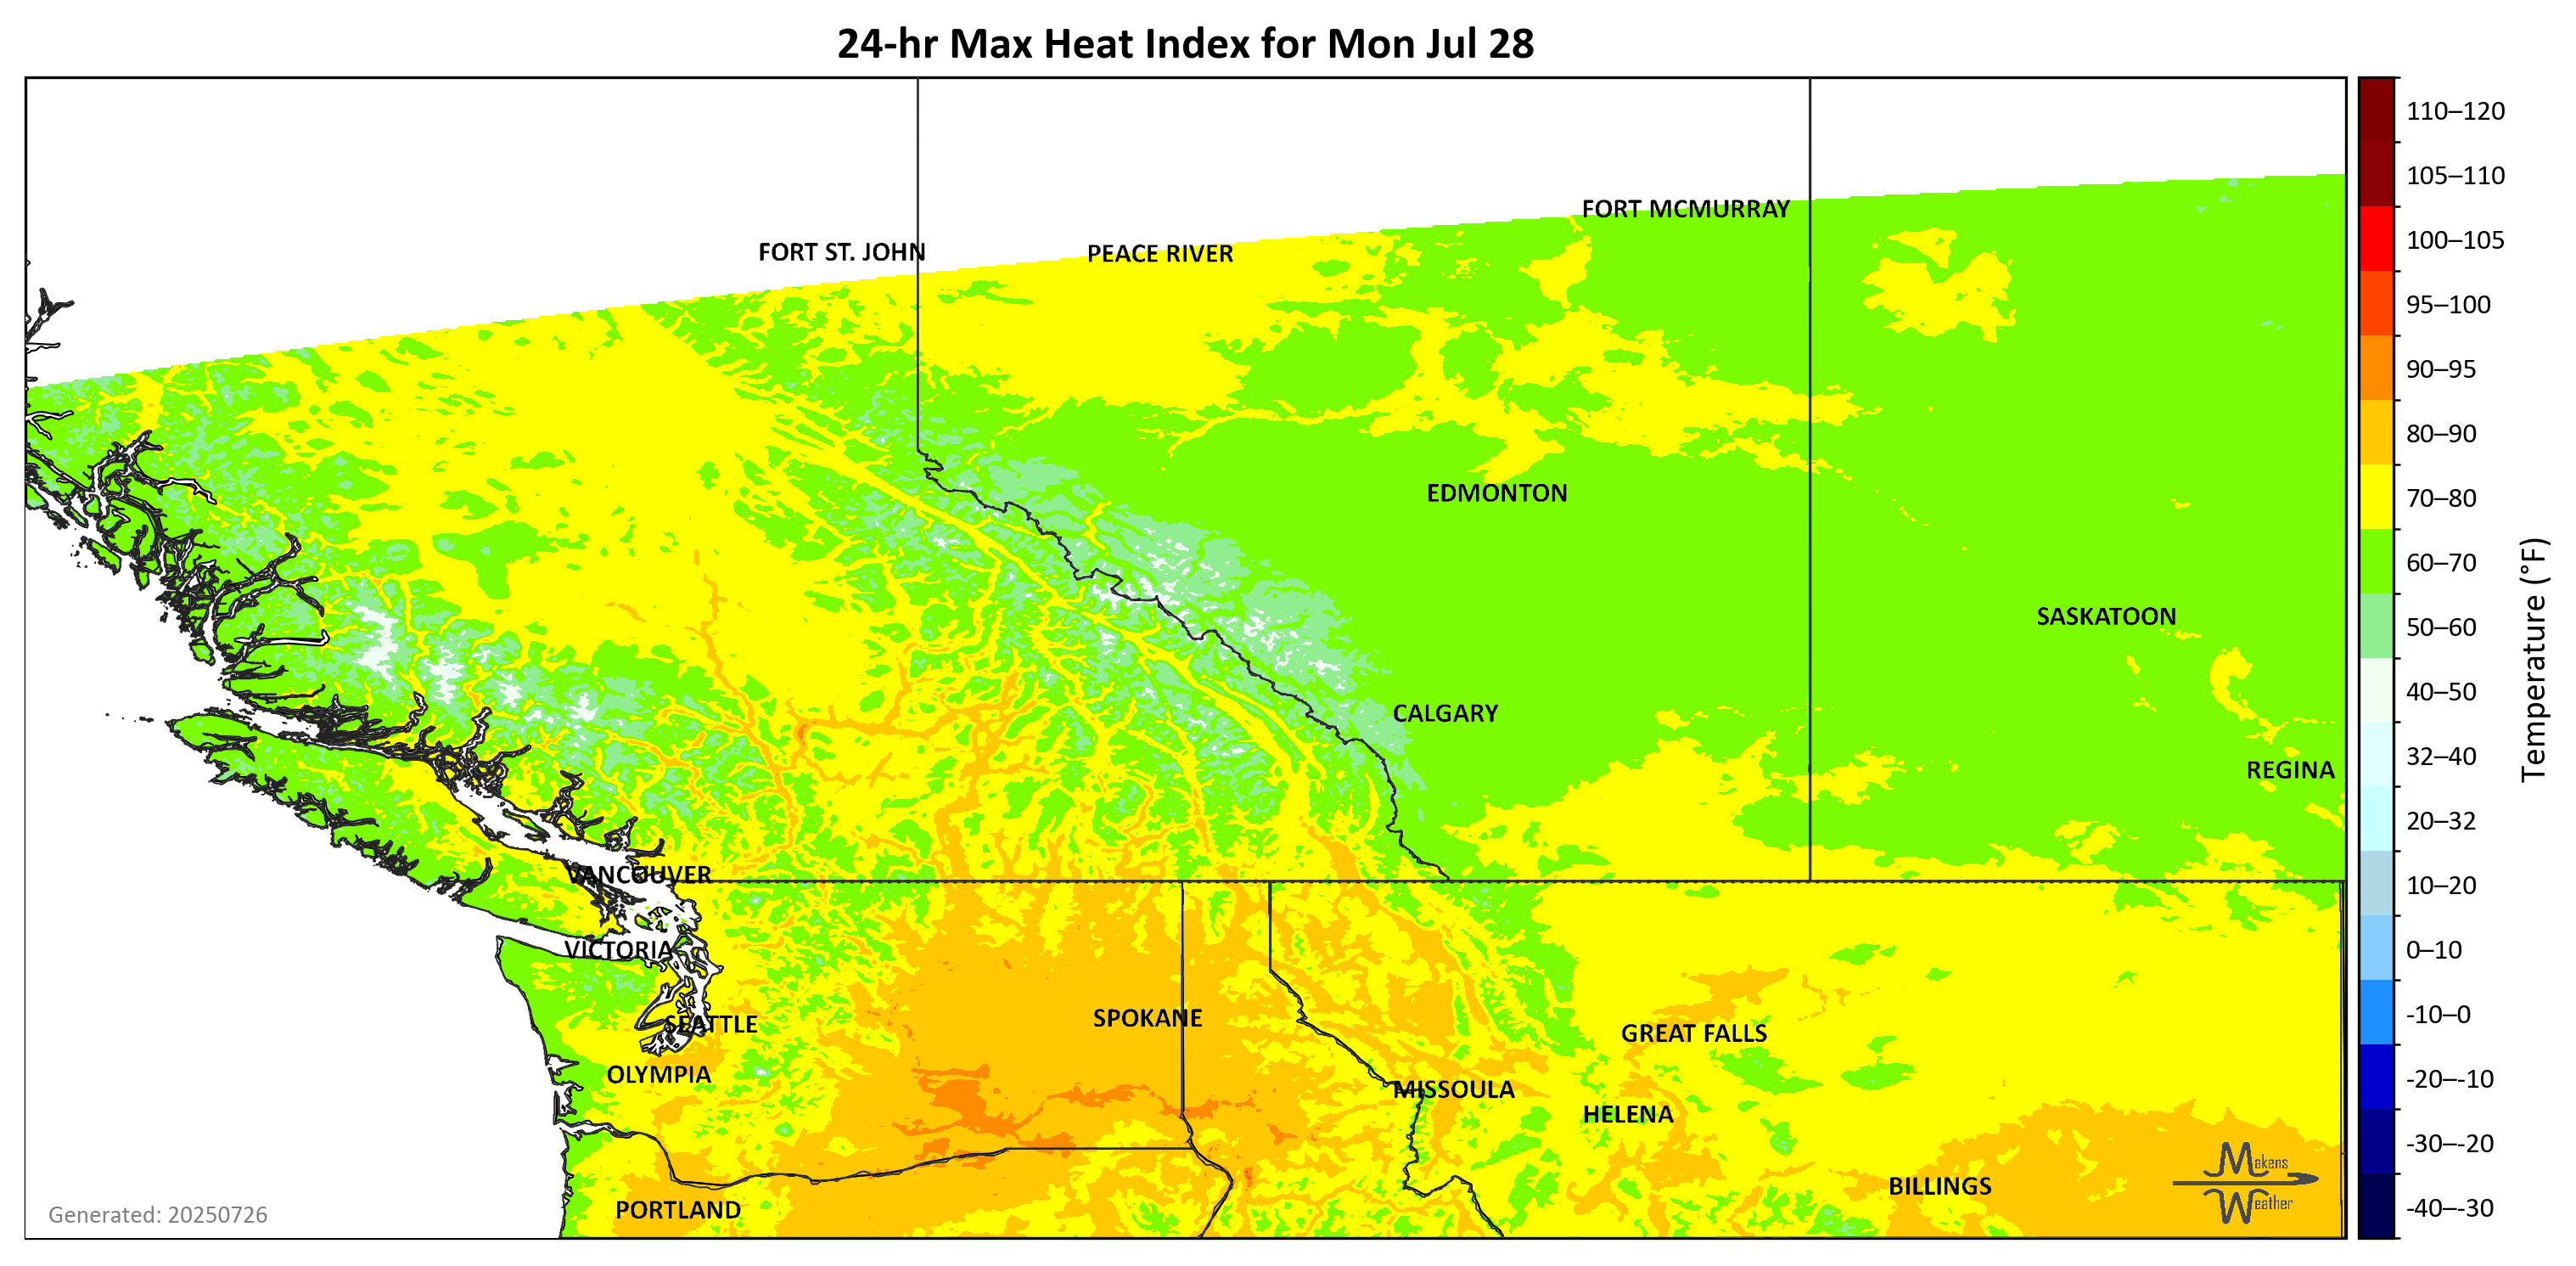 24-hr Max Heat Index for Mon Jul 28
FORT MCMURRAY
FORT ST. JOHN
PEACE RIVER
EDMONTON
SASKATOON
CALGARY
REGINA
VANCOUVER
VICTORIA
SEATTLE
SPOKANE
GREAT FALLS
OLYMPIA
MISSOULA
HELENA
BILLINGS
PORTLAND
Makens
Weather
Generated: 20250726
110–120
105–110
100–105
95–100
90–95
80–90
70–80
60–70
50–60
40–50
32–40
20–32
10–20
0–10
-10–0
-20–-10
-30–-20
-40–-30
Temperature (°F)